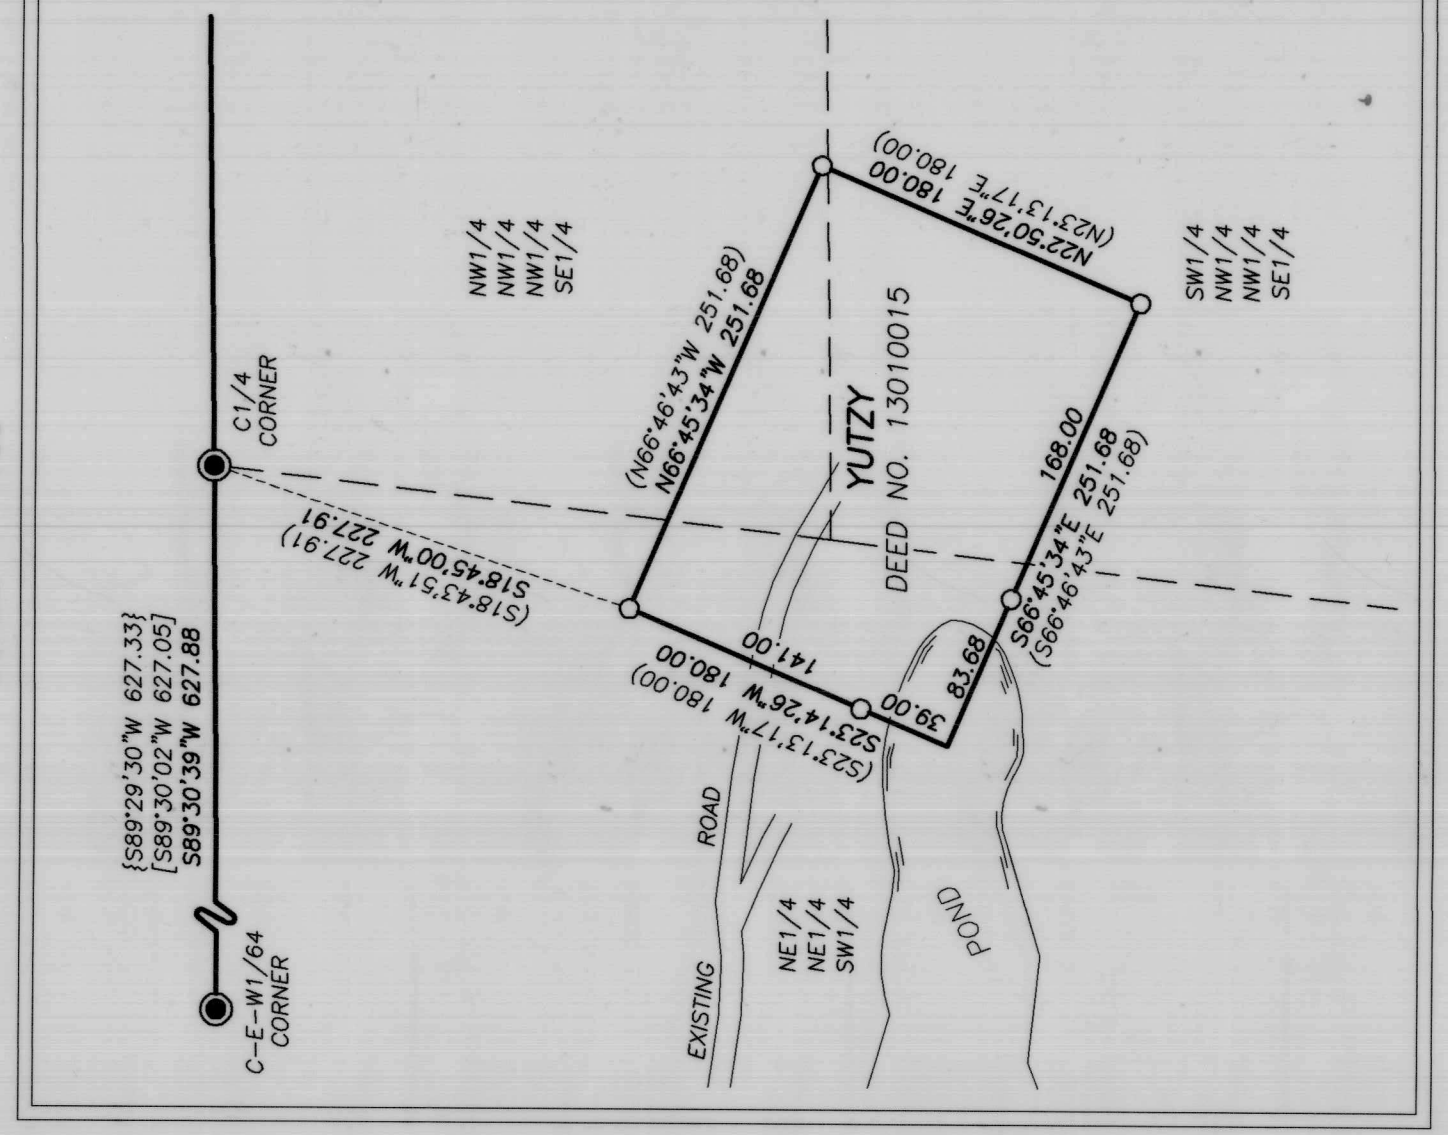 {S89°29'30"W 627.33}
[S89°30'02"W 627.05]
S89°30'39"W 627.88
C-E-W1/64
CORNER
C1/4
CORNER
(S18°43'51"W 227.91)
S18°45'00"W 227.91
NW1/4
NW1/4
NW1/4
SE1/4
(N66°46'43"W 251.68)
N66°45'34"W 251.68
(N23°13'17"E 180.00)
N22°50'26"E 180.00
SW1/4
NW1/4
NW1/4
SE1/4
YUTZY
DEED NO. 13010015
141.00
S23°14'26"W 180.00
(S23°13'17"W 180.00)
39.00
83.68
168.00
S66°45'34"E 251.68
(S66°46'43"E 251.68)
EXISTING ROAD
NE1/4
NE1/4
SW1/4
POND